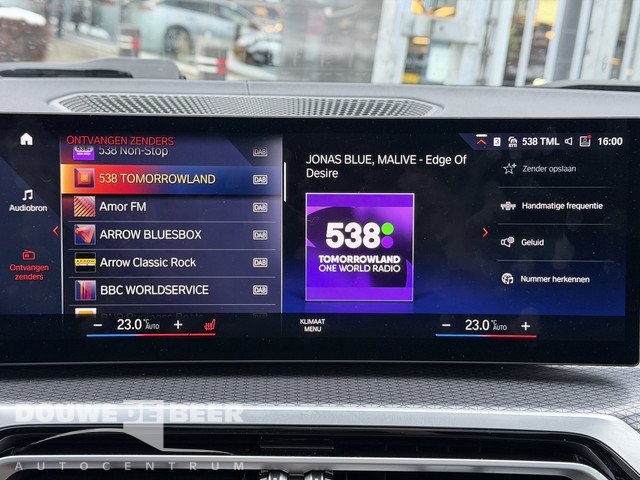 ONTVANGEN ZENDERS
538 Non-Stop DAB
538 TOMORROWLAND DAB
Amor FM DAB
ARROW BLUESBOX DAB
Arrow Classic Rock DAB
BBC WORLDSERVICE DAB
Audiobron
Ontvangen
zenders
JONAS BLUE, MALIVE - Edge Of
Desire
538
TOMORROWLAND
ONE WORLD RADIO
3 538 TML 16:00
Zender opslaan
Handmatige frequentie
Geluid
Nummer herkennen
- 23.0 °C AUTO +
KLIMAAT
MENU
- 23.0 °C AUTO +
DOUWE DE BEER
AUTOCENTRUM